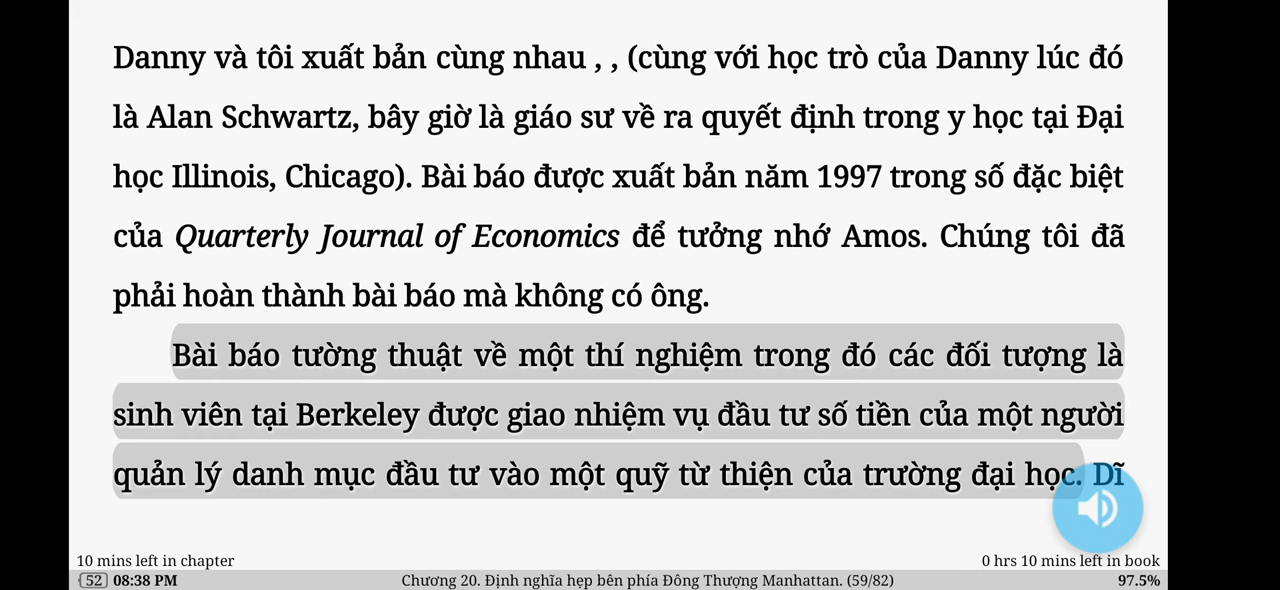 Danny và tôi xuất bản cùng nhau , , (cùng với học trò của Danny lúc đó
là Alan Schwartz, bây giờ là giáo sư về ra quyết định trong y học tại Đại
học Illinois, Chicago). Bài báo được xuất bản năm 1997 trong số đặc biệt
của Quarterly Journal of Economics để tưởng nhớ Amos. Chúng tôi đã
phải hoàn thành bài báo mà không có ông.
Bài báo tường thuật về một thí nghiệm trong đó các đối tượng là
sinh viên tại Berkeley được giao nhiệm vụ đầu tư số tiền của một người
quản lý danh mục đầu tư vào một quỹ từ thiện của trường đại học. Dĩ
10 mins left in chapter
0 hrs 10 mins left in book
52 08:38 PM
Chương 20. Định nghĩa hẹp bên phía Đông Thượng Manhattan. (59/82)
97.5%